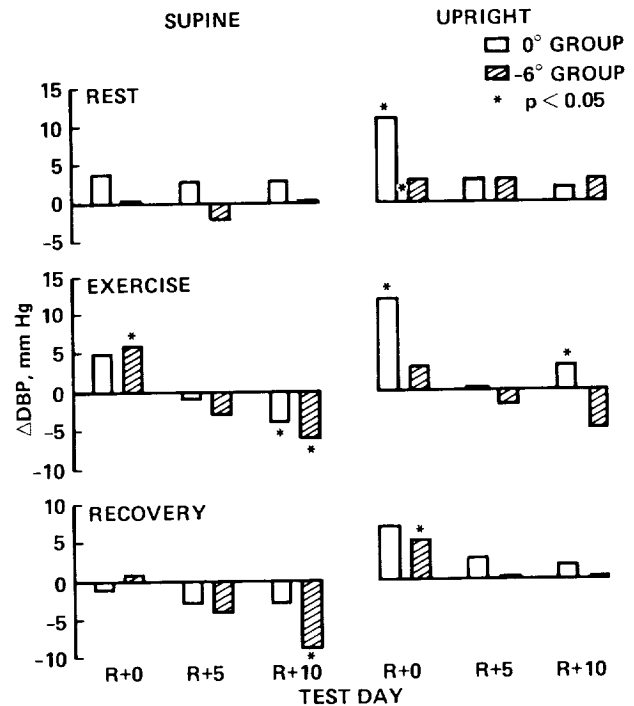 SUPINE
UPRIGHT
0° GROUP
-6° GROUP
* p < 0.05
15
REST
10
5
0
-5
*
*
15
EXERCISE
10
5
0
-5
-10
*
*
*
*
*
ΔDBP, mm Hg
10
RECOVERY
5
0
-5
-10
*
*
R+0 R+5 R+10 R+0 R+5 R+10
TEST DAY